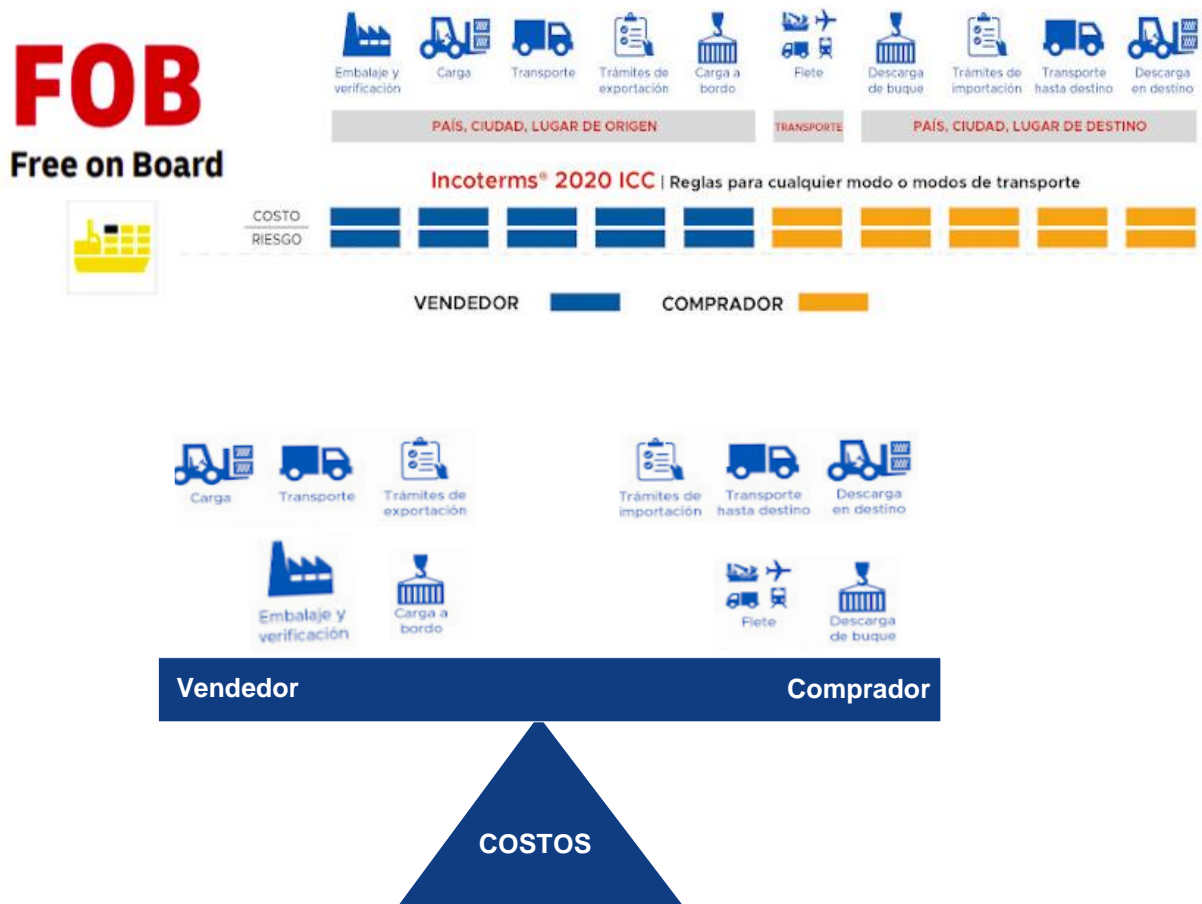 FOB
Free on Board
Embalaje y
verificación
Carga
Transporte
Trámites de
exportación
Carga a
bordo
Flete
Descarga
de buque
Trámites de
importación
Transporte
hasta destino
Descarga
en destino
PAÍS, CIUDAD, LUGAR DE ORIGEN
TRANSPORTE
PAÍS, CIUDAD, LUGAR DE DESTINO
Incoterms® 2020 ICC | Reglas para cualquier modo o modos de transporte
COSTO
RIESGO
VENDEDOR
COMPRADOR
Carga
Transporte
Trámites de
exportación
Trámites de
importación
Transporte
hasta destino
Descarga
en destino
Embalaje y
verificación
Carga a
bordo
Flete
Descarga
de buque
Vendedor
Comprador
COSTOS